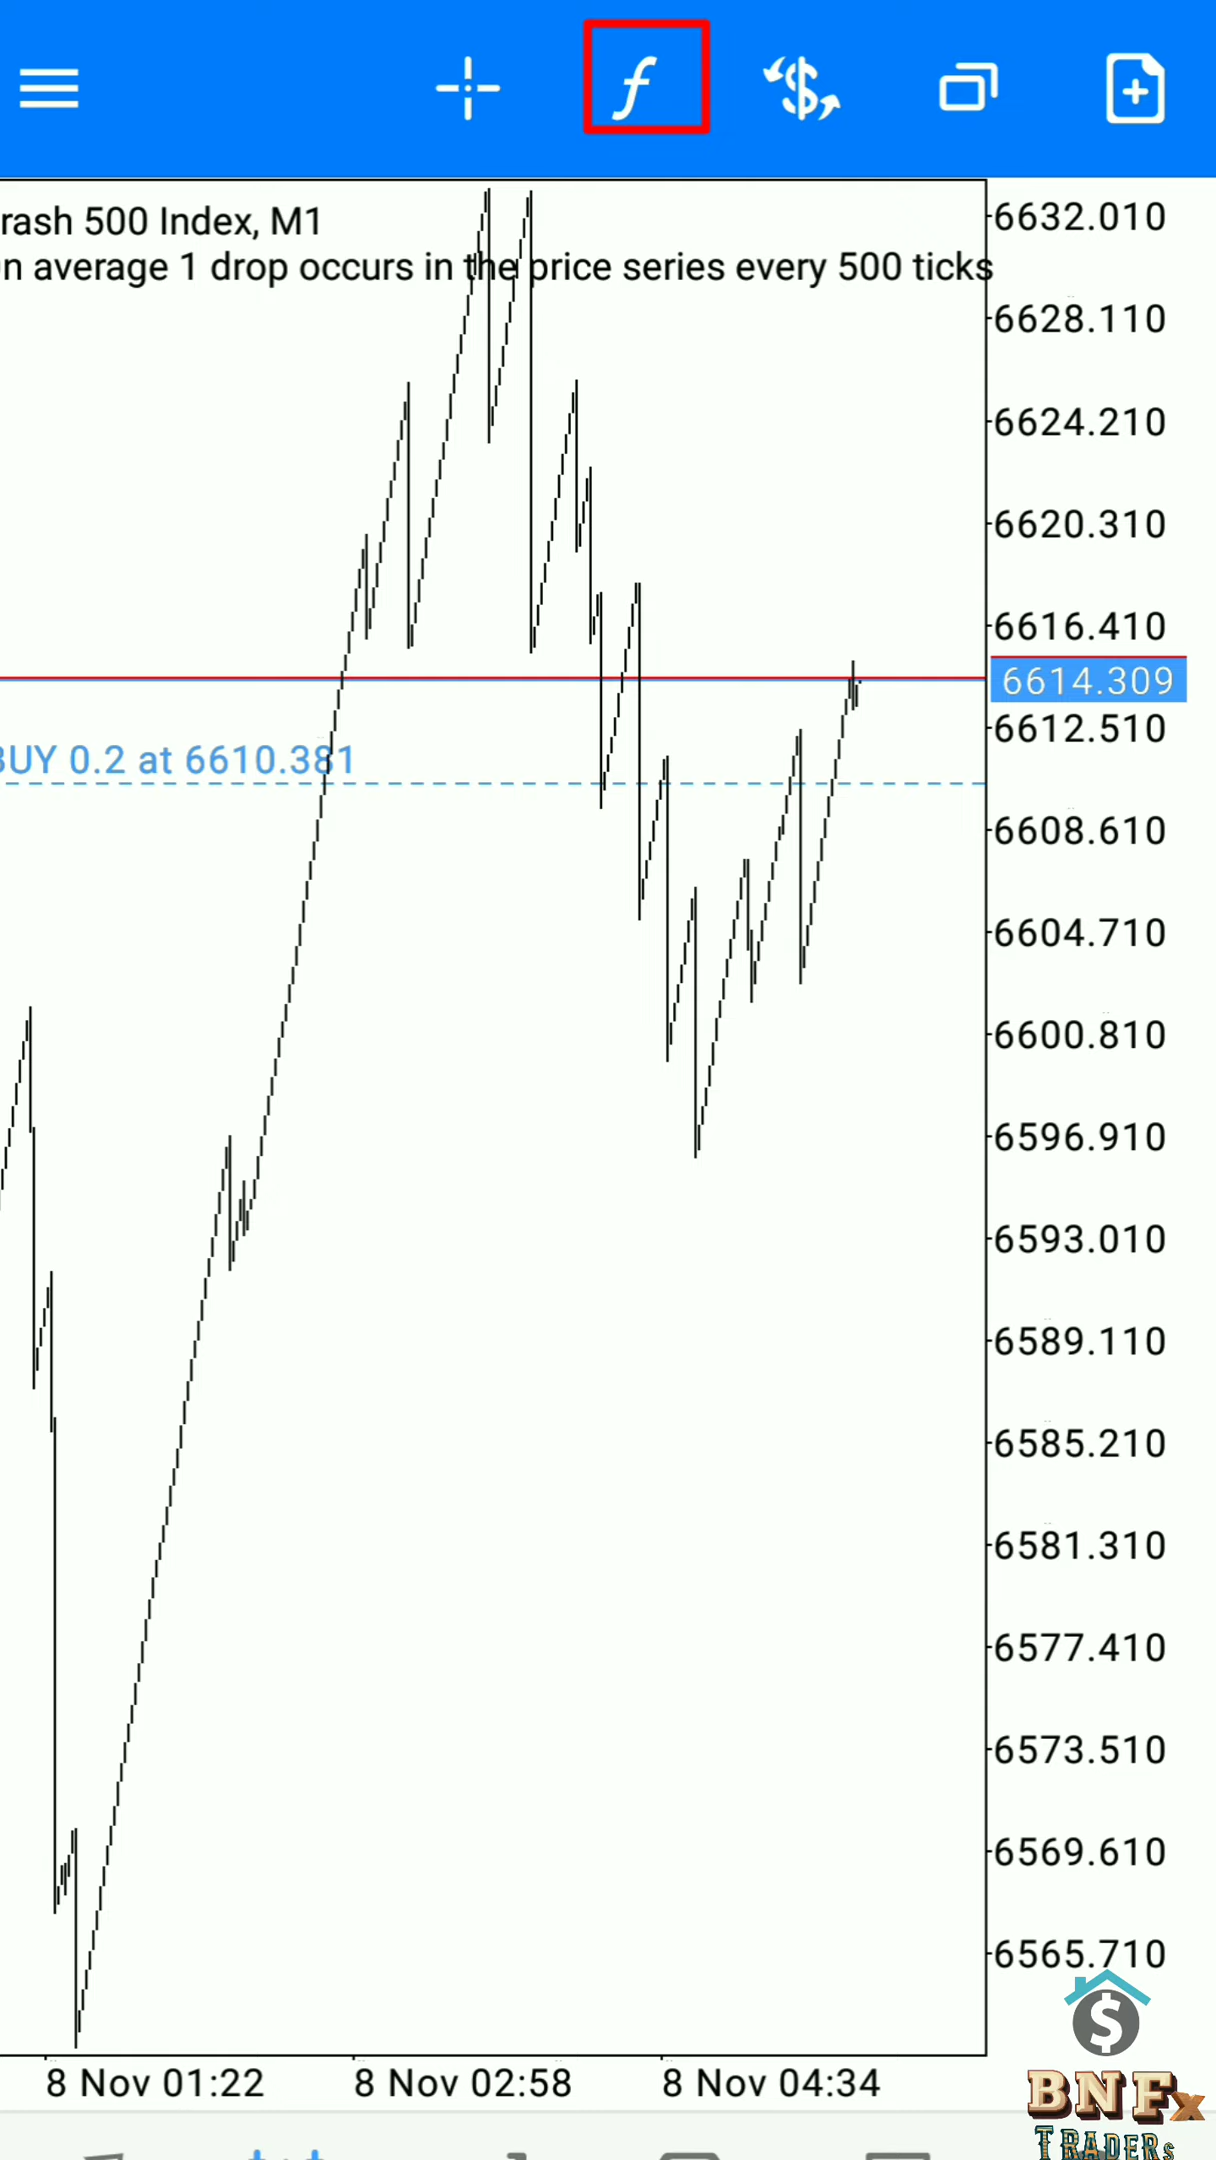 f
rash 500 Index, M1
n average 1 drop occurs in the price series every 500 ticks
6632.010
6628.110
6624.210
6620.310
6616.410
6614.309
6612.510
BUY 0.2 at 6610.381
6608.610
6604.710
6600.810
6596.910
6593.010
6589.110
6585.210
6581.310
6577.410
6573.510
6569.610
6565.710
8 Nov 01:22
8 Nov 02:58
8 Nov 04:34
$
BNFx
TRADERs